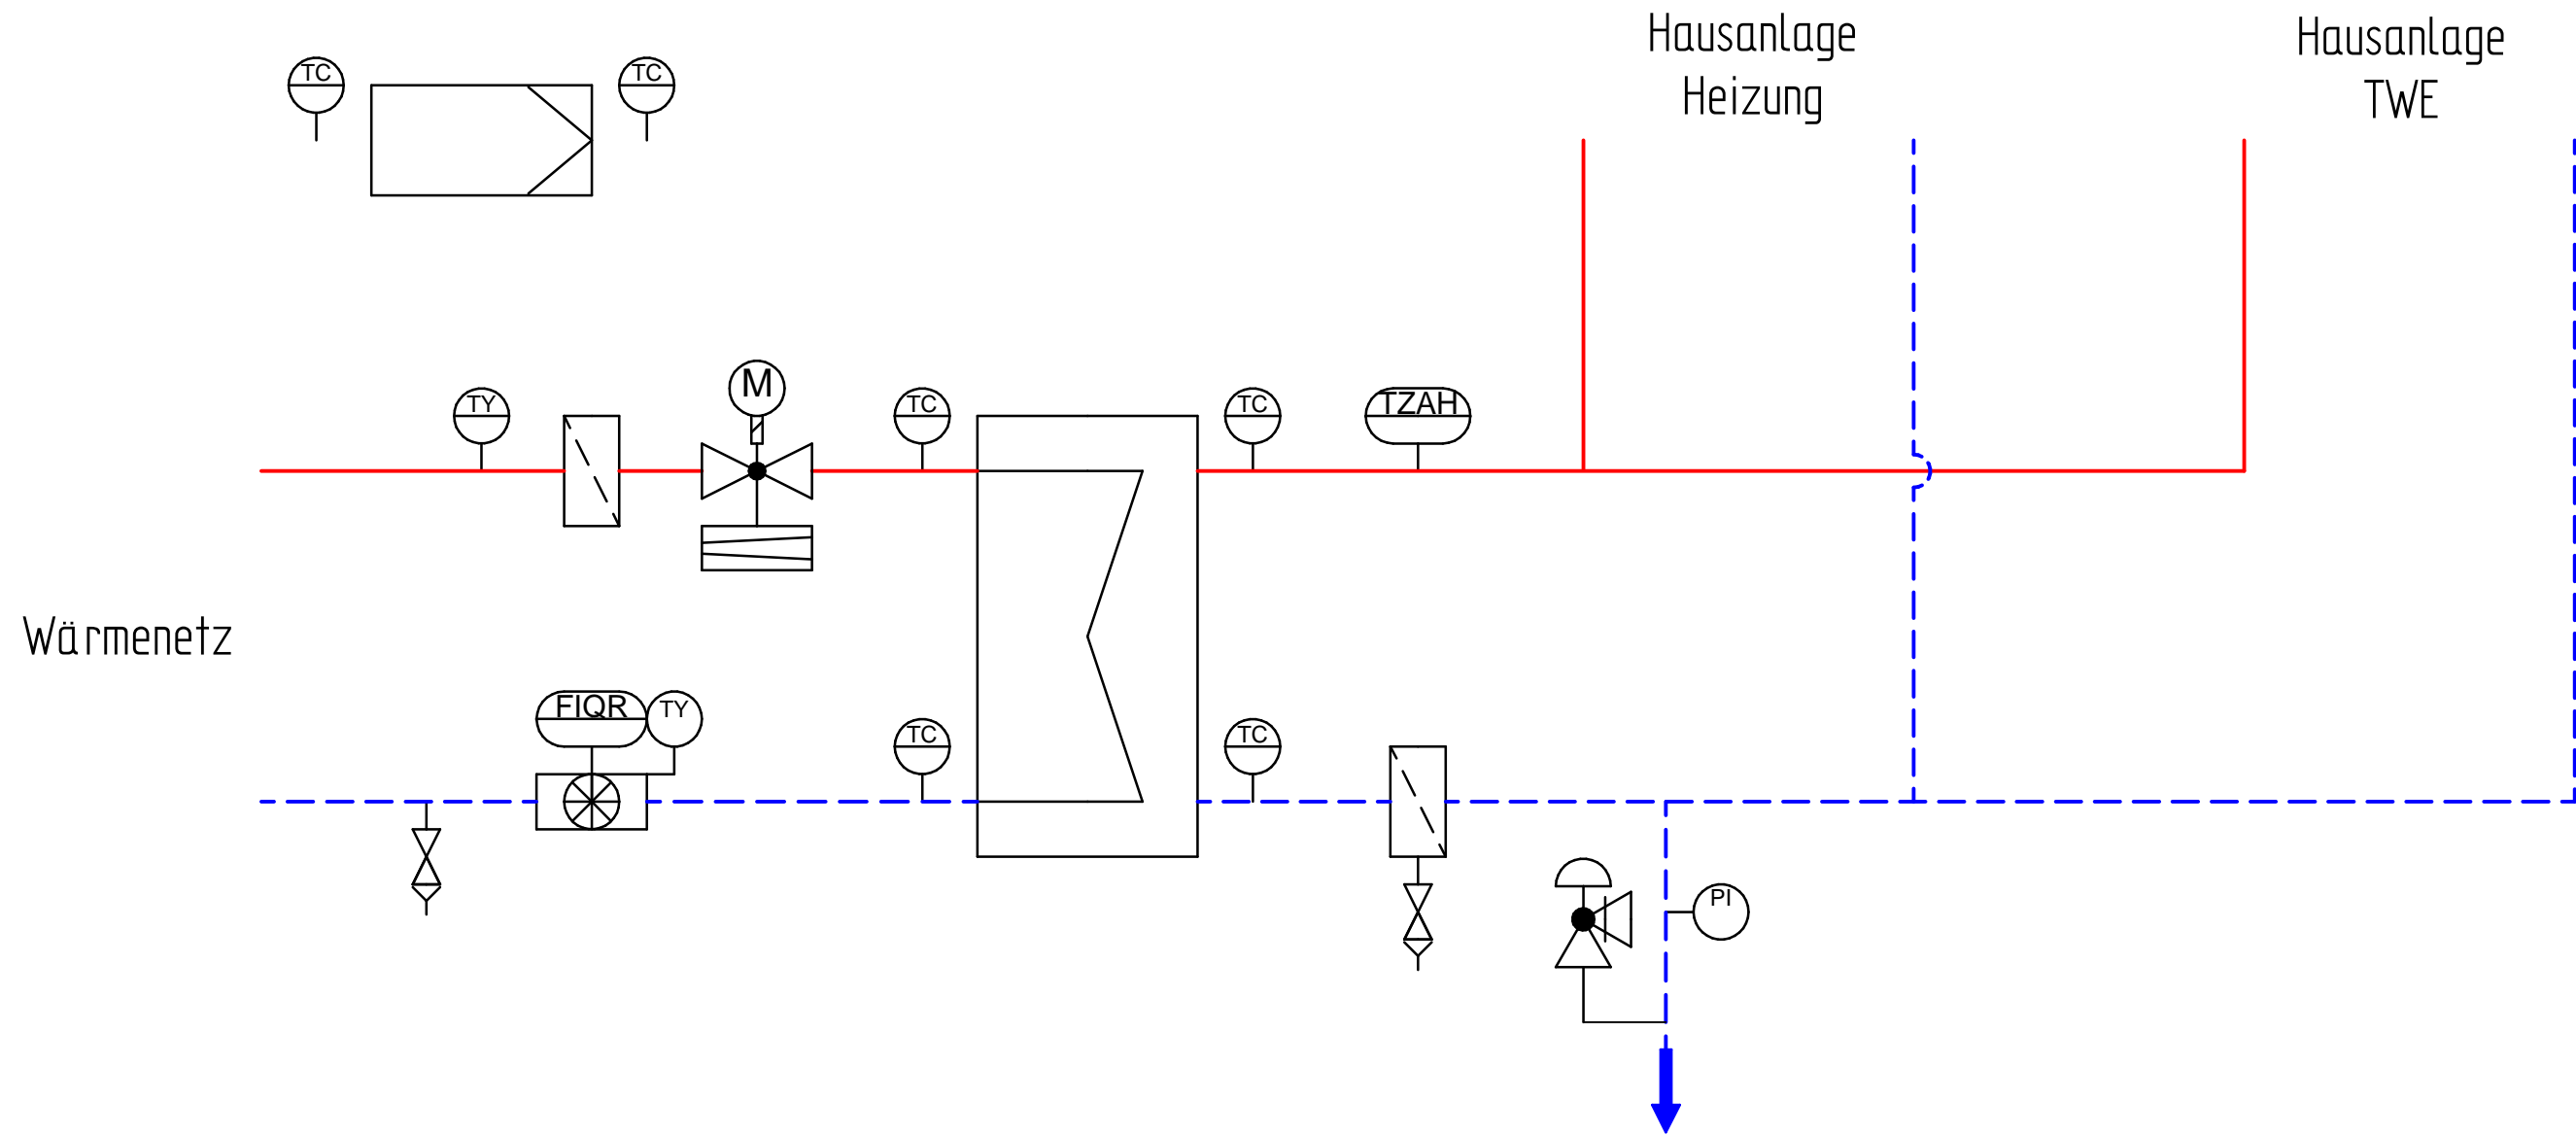 Hausanlage
Heizung
Hausanlage
TWE
TC
TC
M
TY
TC
TC
TZAH
Wärmenetz
FIQR
TY
TC
TC
PI